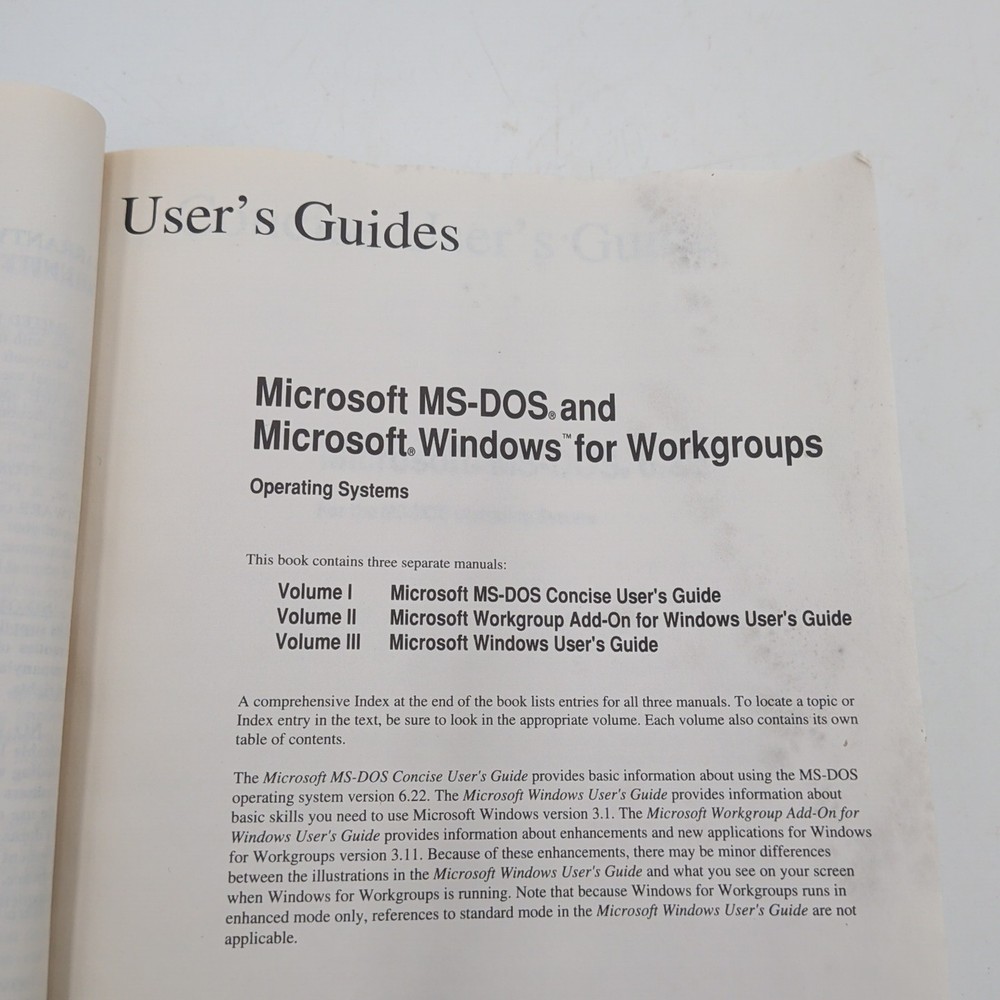 User's Guides
Microsoft MS-DOS® and
Microsoft® Windows™ for Workgroups
Operating Systems
This book contains three separate manuals:
Volume I Microsoft MS-DOS Concise User's Guide
Volume II Microsoft Workgroup Add-On for Windows User's Guide
Volume III Microsoft Windows User's Guide
A comprehensive Index at the end of the book lists entries for all three manuals. To locate a topic or
Index entry in the text, be sure to look in the appropriate volume. Each volume also contains its own
table of contents.
The Microsoft MS-DOS Concise User's Guide provides basic information about using the MS-DOS
operating system version 6.22. The Microsoft Windows User's Guide provides information about
basic skills you need to use Microsoft Windows version 3.1. The Microsoft Workgroup Add-On for
Windows User's Guide provides information about enhancements and new applications for Windows
for Workgroups version 3.11. Because of these enhancements, there may be minor differences
between the illustrations in the Microsoft Windows User's Guide and what you see on your screen
when Windows for Workgroups is running. Note that because Windows for Workgroups runs in
enhanced mode only, references to standard mode in the Microsoft Windows User's Guide are not
applicable.